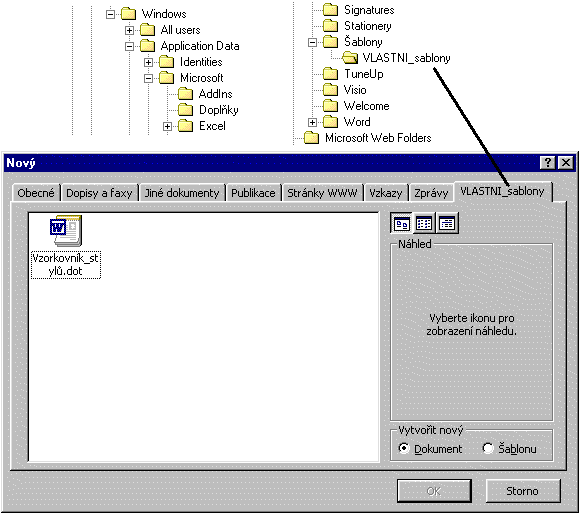 Windows
All users
Application Data
Identities
Microsoft
AddIns
Doplňky
Excel
Signatures
Stationery
Šablony
VLASTNI_sablony
TuneUp
Visio
Welcome
Word
Microsoft Web Folders
Nový
Obecné Dopisy a faxy Jiné dokumenty Publikace Stránky WWW Vzkazy Zprávy VLASTNI_sablony
Vzorkovník_st
ylů.dot
Náhled
Vyberte ikonu pro
zobrazení náhledu.
Vytvořit nový
Dokument Šablonu
OK Storno